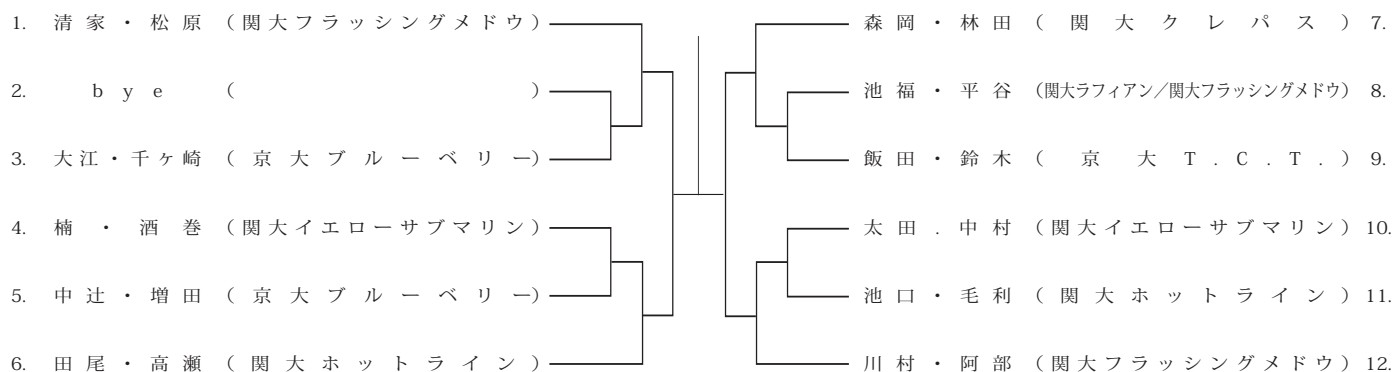 1. 清家・松原（関大フラッシングメドウ）
2. bye（ ）
3. 大江・千ヶ崎（京大ブルーベリー）
4. 楠・酒巻（関大イエローサブマリン）
5. 中辻・増田（京大ブルーベリー）
6. 田尾・高瀬（関大ホットライン）
森岡・林田（関大クレパス）7.
池福・平谷（関大ラフィアン／関大フラッシングメドウ）8.
飯田・鈴木（京大T.C.T.）9.
太田．中村（関大イエローサブマリン）10.
池口・毛利（関大ホットライン）11.
川村・阿部（関大フラッシングメドウ）12.